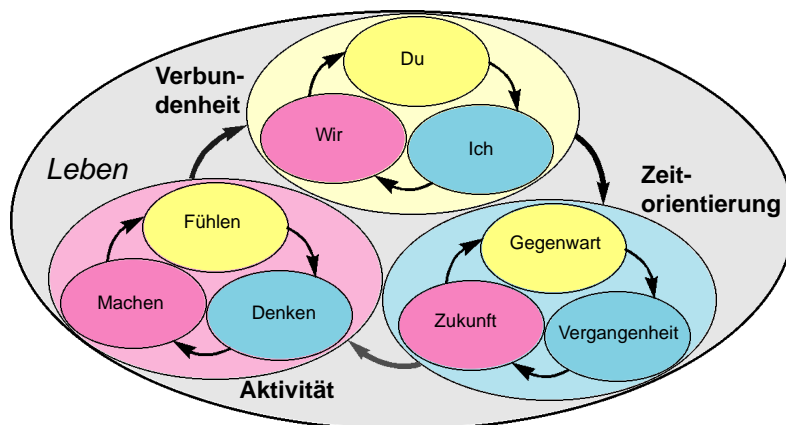 Du
Verbun-
denheit
Wir
Ich
Leben
Zeit-
orientierung
Fühlen
Gegenwart
Machen
Denken
Zukunft
Vergangenheit
Aktivität